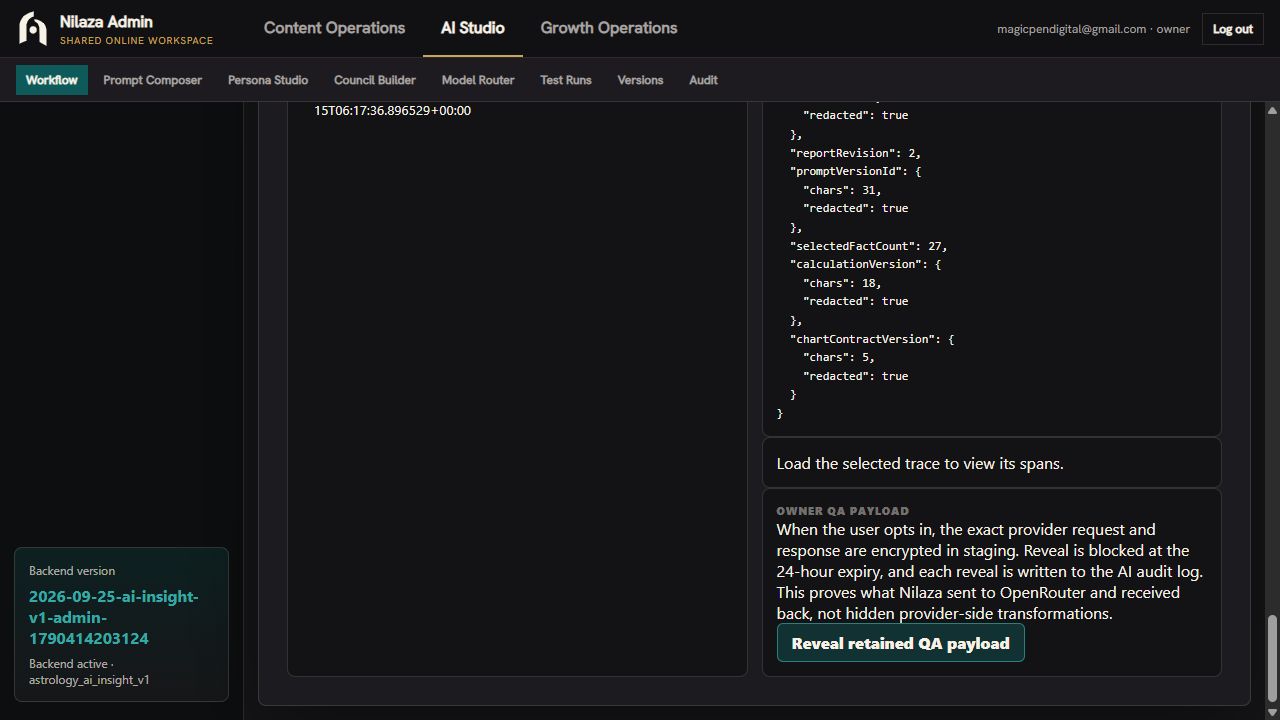 Nilaza Admin
SHARED ONLINE WORKSPACE
Content Operations
AI Studio
Growth Operations
magicpendigital@gmail.com · owner
Log out
Workflow
Prompt Composer
Persona Studio
Council Builder
Model Router
Test Runs
Versions
Audit
15T06:17:36.896529+00:00
"redacted": true
},
"reportRevision": 2,
"promptVersionId": {
"chars": 31,
"redacted": true
},
"selectedFactCount": 27,
"calculationVersion": {
"chars": 18,
"redacted": true
},
"chartContractVersion": {
"chars": 5,
"redacted": true
}
}
Load the selected trace to view its spans.
OWNER QA PAYLOAD
When the user opts in, the exact provider request and
response are encrypted in staging. Reveal is blocked at the
24-hour expiry, and each reveal is written to the AI audit log.
This proves what Nilaza sent to OpenRouter and received
back, not hidden provider-side transformations.
Reveal retained QA payload
Backend version
2026-09-25-ai-insight-
v1-admin-
1790414203124
Backend active ·
astrology_ai_insight_v1